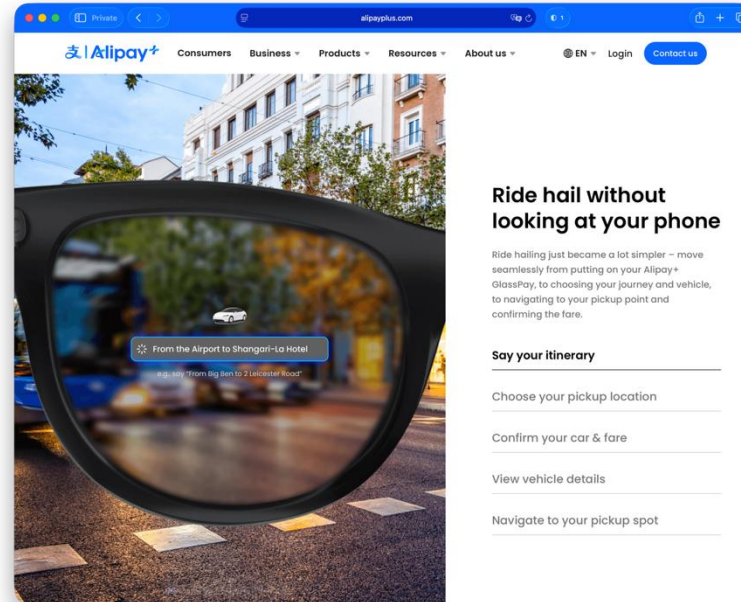 Private
alipayplus.com
1
支 | Alipay+
Consumers
Business
Products
Resources
About us
EN
Login
Contact us
From the Airport to Shangari-La Hotel
e.g., say "From Big Ben to 2 Leicester Road"
Ride hail without
looking at your phone
Ride hailing just became a lot simpler – move
seamlessly from putting on your Alipay+
GlassPay, to choosing your journey and vehicle,
to navigating to your pickup point and
confirming the fare.
Say your itinerary
Choose your pickup location
Confirm your car & fare
View vehicle details
Navigate to your pickup spot